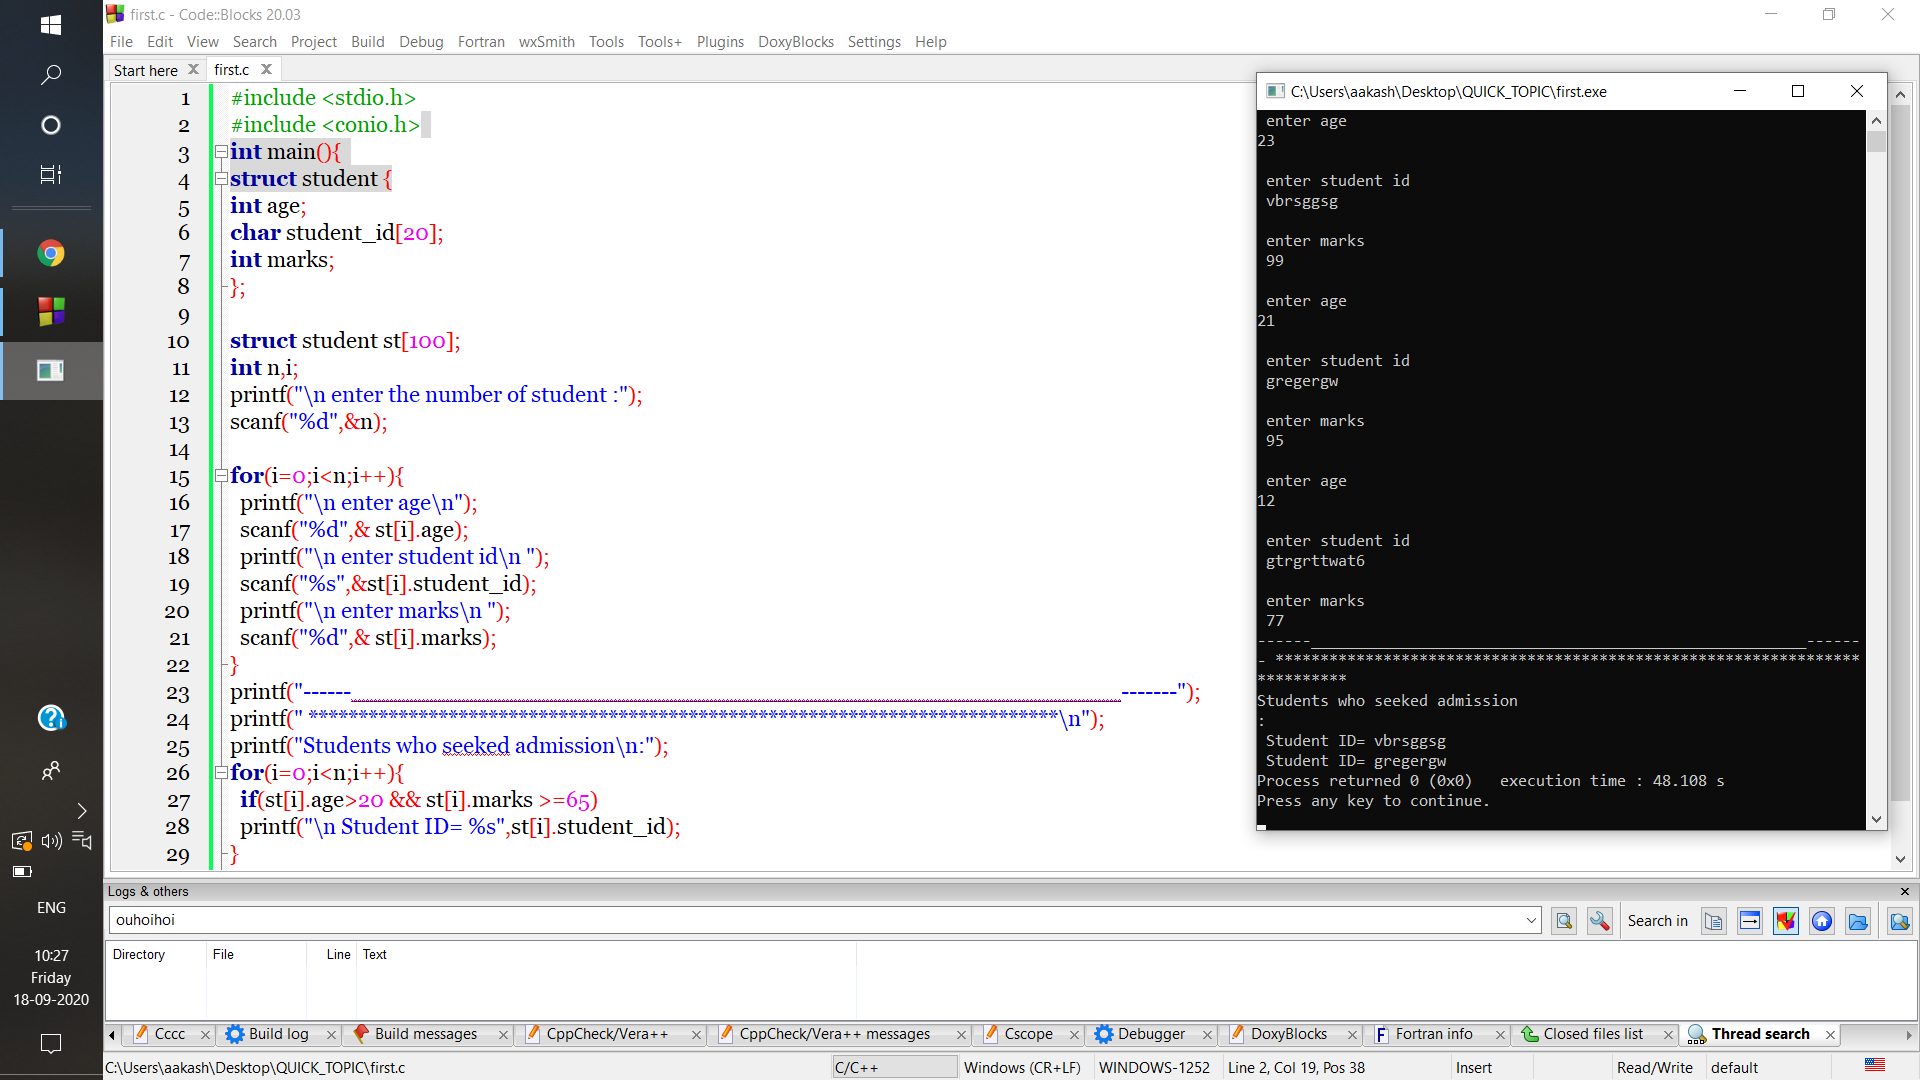 first.c - Code::Blocks 20.03
File Edit View Search Project Build Debug Fortran wxSmith Tools Tools+ Plugins DoxyBlocks Settings Help
Start here
first.c
1 #include <stdio.h>
2 #include <conio.h>
3 int main(){
4 struct student {
5 int age;
6 char student_id[20];
7 int marks;
8 };
9
10 struct student st[100];
11 int n,i;
12 printf("\n enter the number of student :");
13 scanf("%d",&n);
14
15 for(i=0;i<n;i++){
16 printf("\n enter age\n");
17 scanf("%d",& st[i].age);
18 printf("\n enter student id\n ");
19 scanf("%s",&st[i].student_id);
20 printf("\n enter marks\n ");
21 scanf("%d",& st[i].marks);
22 }
23 printf("------_______________________________________________________-------");
24 printf(" ***************************************************************************\n");
25 printf("Students who seeked admission\n:");
26 for(i=0;i<n;i++){
27 if(st[i].age>20 && st[i].marks >=65)
28 printf("\n Student ID= %s",st[i].student_id);
29 }
C:\Users\aakash\Desktop\QUICK_TOPIC\first.exe
enter age
23
enter student id
vbrsggsg
enter marks
99
enter age
21
enter student id
gregergw
enter marks
95
enter age
12
enter student id
gtrgrttwat6
enter marks
77
------_______________________________________________________------
- *****************************************************************
**********
Students who seeked admission
:
Student ID= vbrsggsg
Student ID= gregergw
Process returned 0 (0x0) execution time : 48.108 s
Press any key to continue.
Logs & others
ouhoihoi
Search in
Directory File Line Text
Cccc Build log Build messages CppCheck/Vera++ CppCheck/Vera++ messages Cscope Debugger DoxyBlocks Fortran info Closed files list Thread search
C:\Users\aakash\Desktop\QUICK_TOPIC\first.c C/C++ Windows (CR+LF) WINDOWS-1252 Line 2, Col 19, Pos 38 Insert Read/Write default
ENG
10:27
Friday
18-09-2020